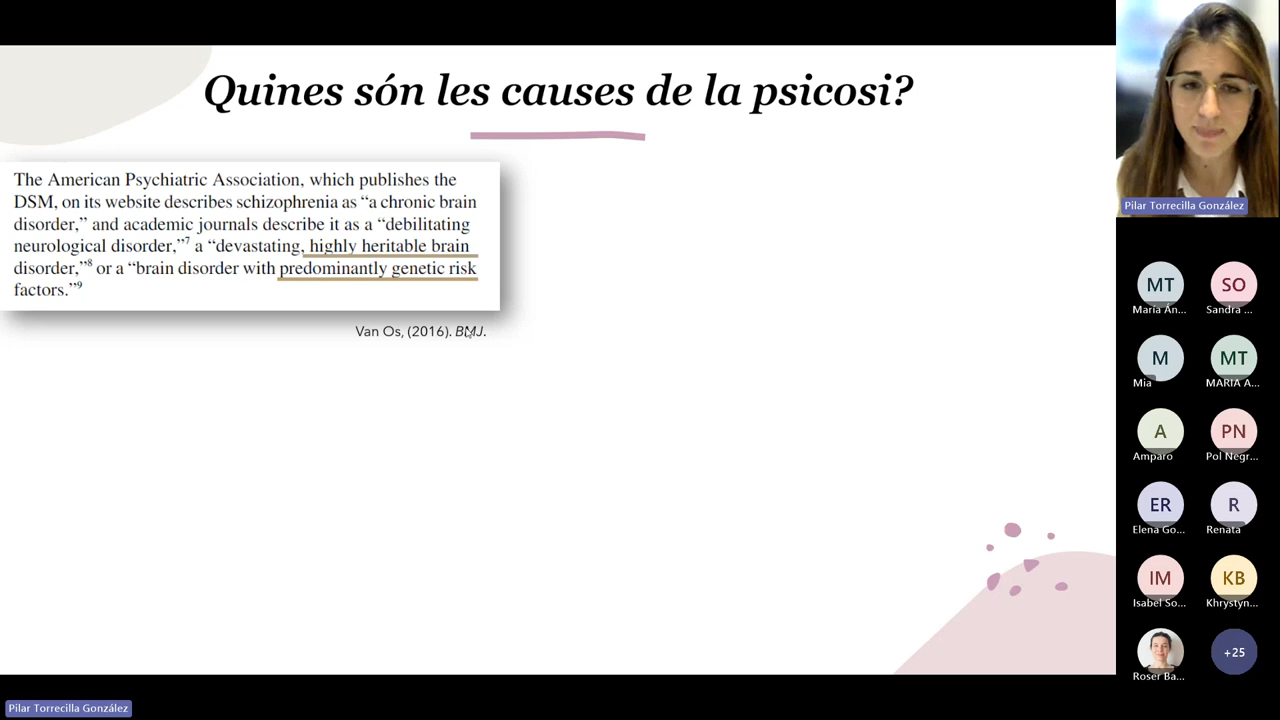 Quines són les causes de la psicosi?
The American Psychiatric Association, which publishes the
DSM, on its website describes schizophrenia as “a chronic brain
disorder,” and academic journals describe it as a “debilitating
neurological disorder,”7 a “devastating, highly heritable brain
disorder,”8 or a “brain disorder with predominantly genetic risk
factors.”9
Van Os, (2016). BMJ.
Pilar Torrecilla González
MT
SO
María Án...
Sandra ...
M
MT
Mia
MARIA A...
A
PN
Amparo
Pol Negr...
ER
R
Elena Go...
Renata
IM
KB
Isabel So...
Khrystyn...
+25
Roser Ba...
Pilar Torrecilla González